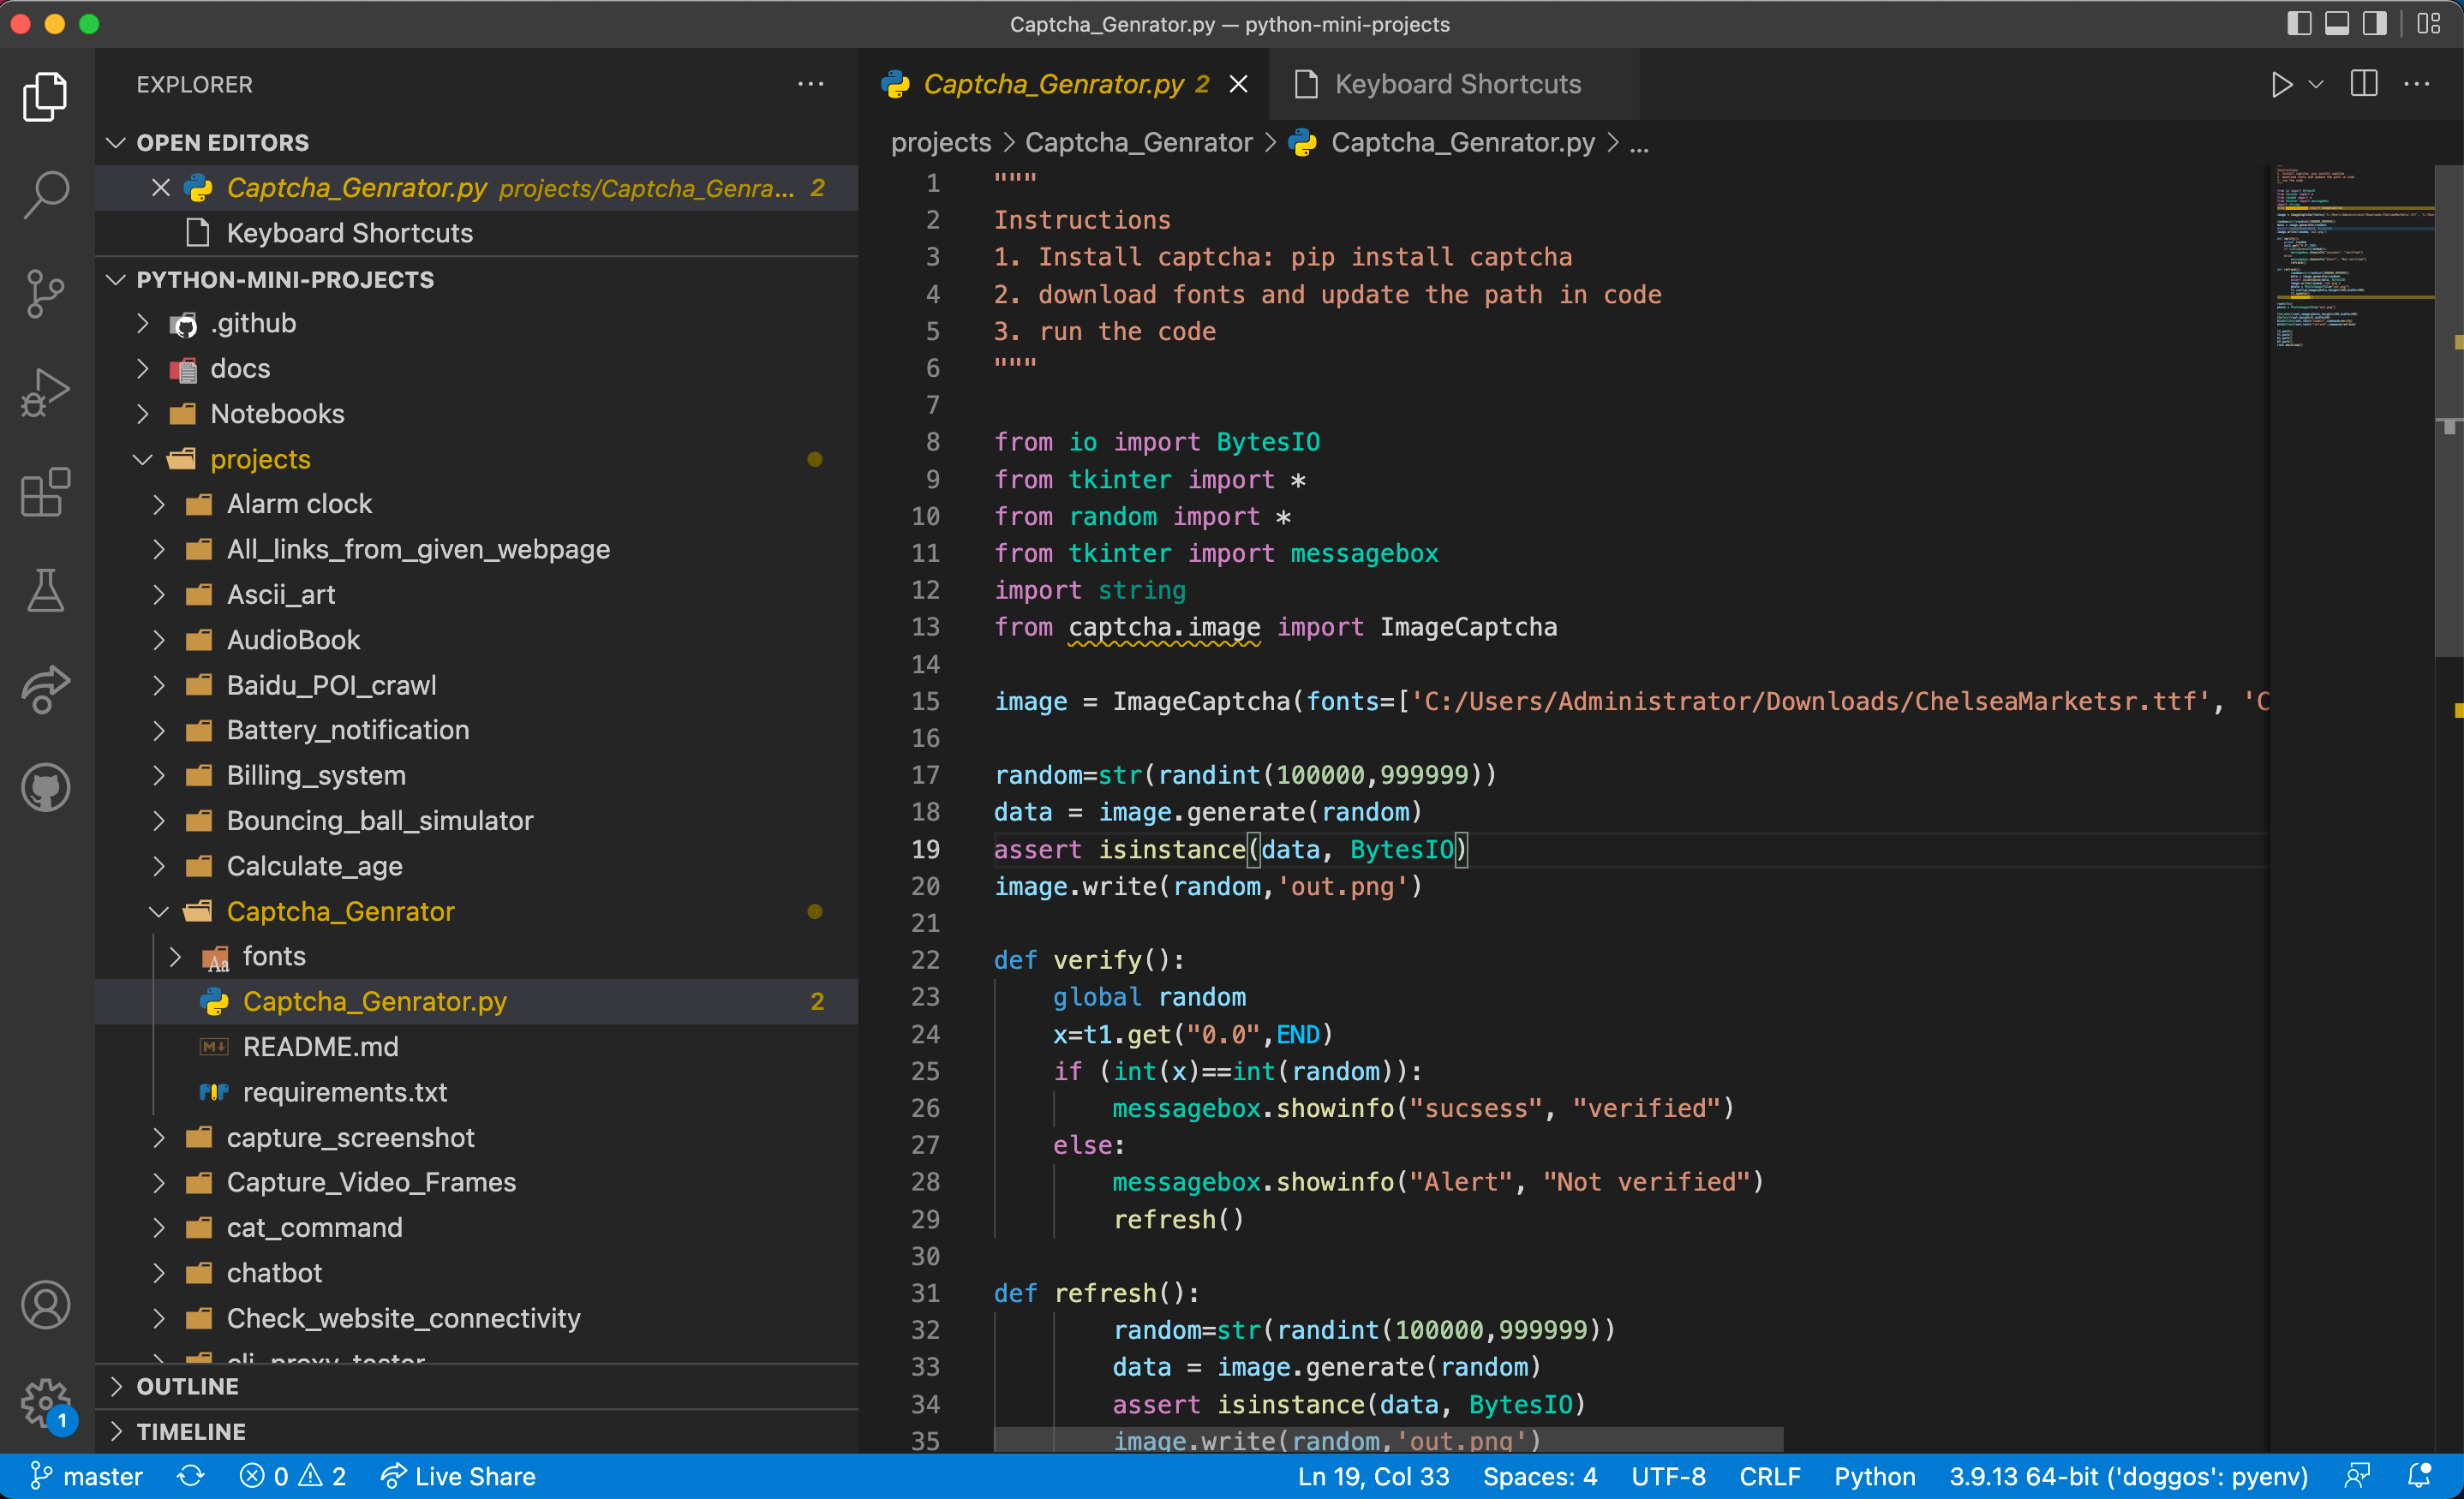 Captcha_Genrator.py — python-mini-projects
EXPLORER
OPEN EDITORS
Captcha_Genrator.py projects/Captcha_Genra... 2
Keyboard Shortcuts
PYTHON-MINI-PROJECTS
.github
docs
Notebooks
projects
Alarm clock
All_links_from_given_webpage
Ascii_art
AudioBook
Baidu_POI_crawl
Battery_notification
Billing_system
Bouncing_ball_simulator
Calculate_age
Captcha_Genrator
fonts
Captcha_Genrator.py 2
README.md
requirements.txt
capture_screenshot
Capture_Video_Frames
cat_command
chatbot
Check_website_connectivity
OUTLINE
TIMELINE
1
Captcha_Genrator.py 2
Keyboard Shortcuts
projects > Captcha_Genrator > Captcha_Genrator.py > ...
1 """
2 Instructions
3 1. Install captcha: pip install captcha
4 2. download fonts and update the path in code
5 3. run the code
6 """
7
8 from io import BytesIO
9 from tkinter import *
10 from random import *
11 from tkinter import messagebox
12 import string
13 from captcha.image import ImageCaptcha
14
15 image = ImageCaptcha(fonts=['C:/Users/Administrator/Downloads/ChelseaMarketsr.ttf', 'C
16
17 random=str(randint(100000,999999))
18 data = image.generate(random)
19 assert isinstance(data, BytesIO)
20 image.write(random,'out.png')
21
22 def verify():
23 global random
24 x=t1.get("0.0",END)
25 if (int(x)==int(random)):
26 messagebox.showinfo("sucsess", "verified")
27 else:
28 messagebox.showinfo("Alert", "Not verified")
29 refresh()
30
31 def refresh():
32 random=str(randint(100000,999999))
33 data = image.generate(random)
34 assert isinstance(data, BytesIO)
35 image.write(random,'out.png')
master 0 2 Live Share Ln 19, Col 33 Spaces: 4 UTF-8 CRLF Python 3.9.13 64-bit ('doggos': pyenv)